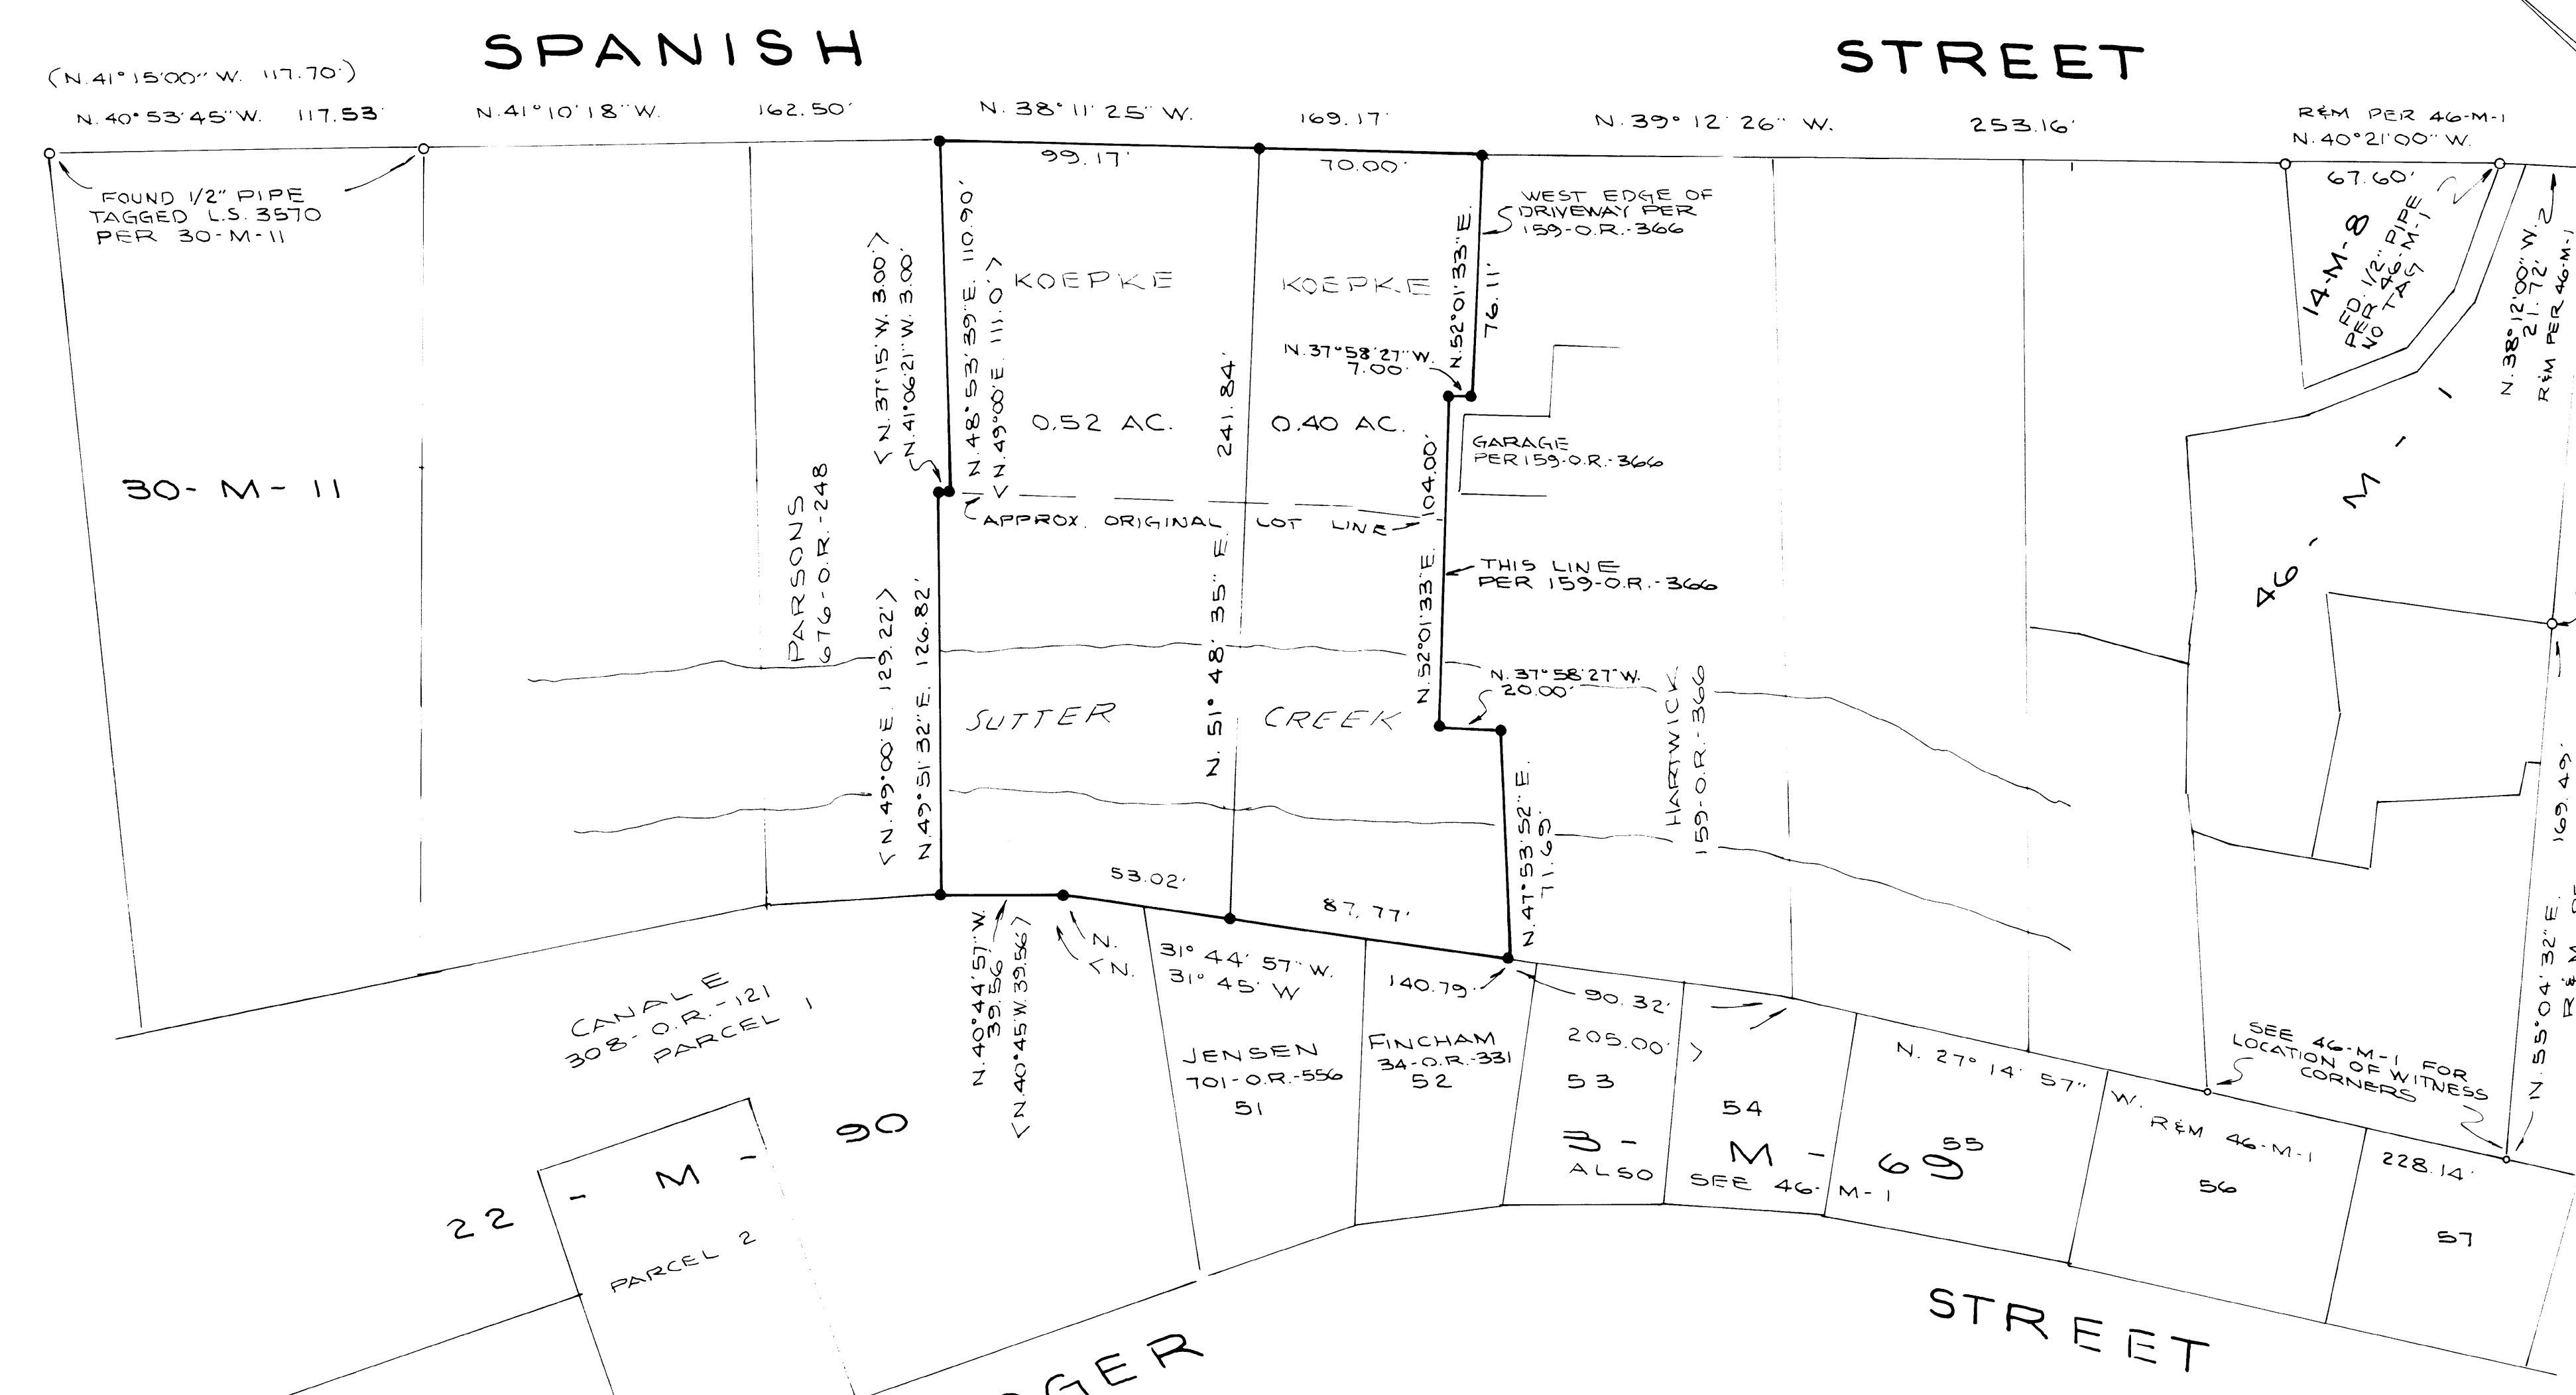 SPANISH STREET
(N.41°15'00" W. 117.70')
N.40°53'45"W. 117.53'
N.41°10'18"W. 162.50'
N. 38°11'25" W. 169.17'
N. 39°12'26" W. 253.16'
R&M PER 46-M-1
N.40°21'00" W.
99.17'
70.00'
67.60'
FOUND 1/2" PIPE
TAGGED L.S. 3570
PER 30-M-11
WEST EDGE OF
DRIVEWAY PER
159-O.R.-366
14-M-8
FD. 1/2" PIPE
PER 46-M-1
NO TAG
N.38°12'00" W.
21.72'
R&M PER 46-M-1
<N.37°15' W. 3.00'>
N.41°06'21" W. 3.00'
N.48°53'39"E. 110.90'
<N.49°00'E. 111.0'>
KOEPKE
KOEPKE
N.52°01'33"E.
76.11'
N.37°58'27"W.
7.00'
0.52 AC.
241.84'
0.40 AC.
GARAGE
PER 159-O.R.-366
104.00'
30-M-11
46-M-1
PARSONS
676-O.R.-248
APPROX. ORIGINAL LOT LINE
THIS LINE
PER 159-O.R.-366
N.52°01'33"E.
<N.49°00'E. 129.22'>
N.49°51'32"E. 126.82'
N. 51° 48' 35" E.
N.37°58'27"W.
20.00'
SUTTER CREEK
HARTWICK
159-O.R.-366
169.49'
N.47°53'52"E.
71.69'
53.02'
87.77'
N.40°44'57"W.
39.56'
<N.40°45'W.39.56'>
N. 31° 44' 57" W. 140.79'
<N. 31° 45' W 205.00' >
90.32'
CANALE
308-O.R.-121
PARCEL 1
JENSEN
701-O.R.-556
51
FINCHAM
34-O.R.-331
52
53
54
55
56
57
N. 27° 14' 57" W.
R&M 46-M-1
228.14'
SEE 46-M-1 FOR
LOCATION OF WITNESS
CORNERS
N.55°04'32"E.
3-M-69
ALSO SEE 46-M-1
22-M-90
PARCEL 2
GER STREET